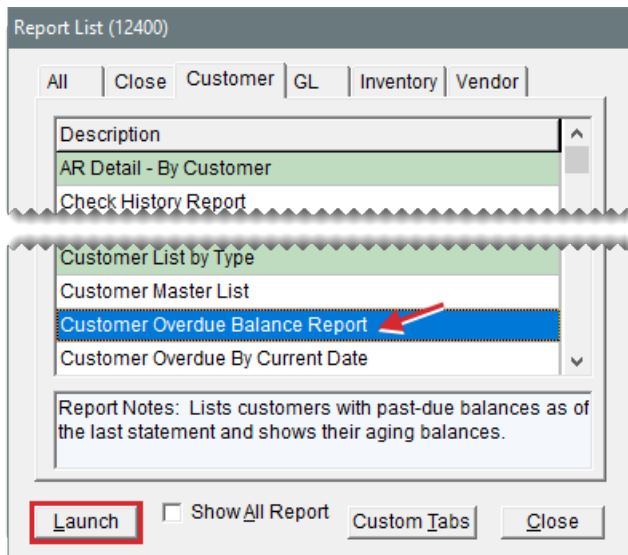 Report List (12400)
All Close Customer GL Inventory Vendor
Description
AR Detail - By Customer
Check History Report
Customer List by Type
Customer Master List
Customer Overdue Balance Report
Customer Overdue By Current Date
Report Notes: Lists customers with past-due balances as of
the last statement and shows their aging balances.
Launch Show All Report Custom Tabs Close